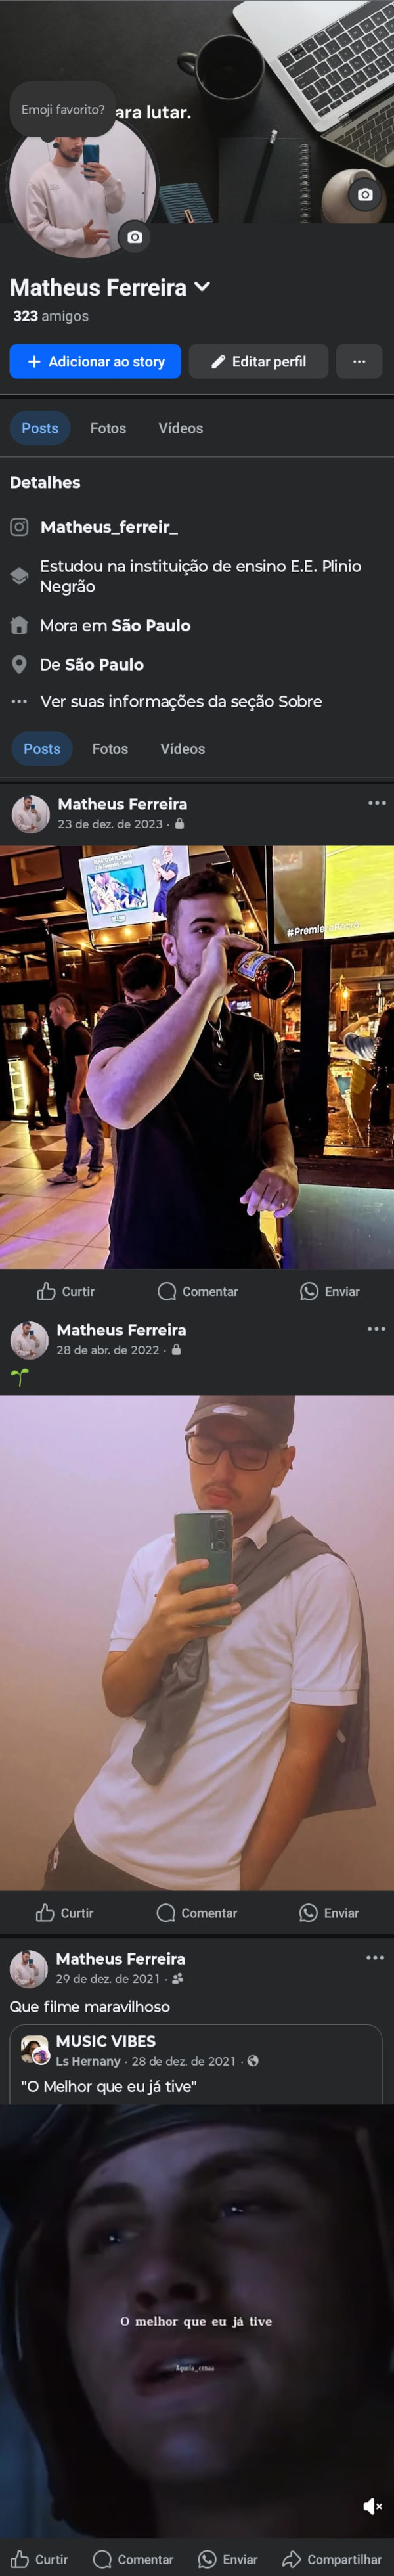 Emoji favorito?
ara lutar.
Matheus Ferreira
323 amigos
+ Adicionar ao story
Editar perfil
Posts
Fotos
Vídeos
Detalhes
Matheus_ferreir_
Estudou na instituição de ensino E.E. Plinio
Negrão
Mora em São Paulo
De São Paulo
Ver suas informações da seção Sobre
Posts
Fotos
Vídeos
Matheus Ferreira
23 de dez. de 2023 ·
Curtir
Comentar
Enviar
Matheus Ferreira
28 de abr. de 2022 ·
🌱
Curtir
Comentar
Enviar
Matheus Ferreira
29 de dez. de 2021 ·
Que filme maravilhoso
MUSIC VIBES
Ls Hernany · 28 de dez. de 2021 ·
"O Melhor que eu já tive"
O melhor que eu já tive
Aquela_cenaa
Curtir
Comentar
Enviar
Compartilhar